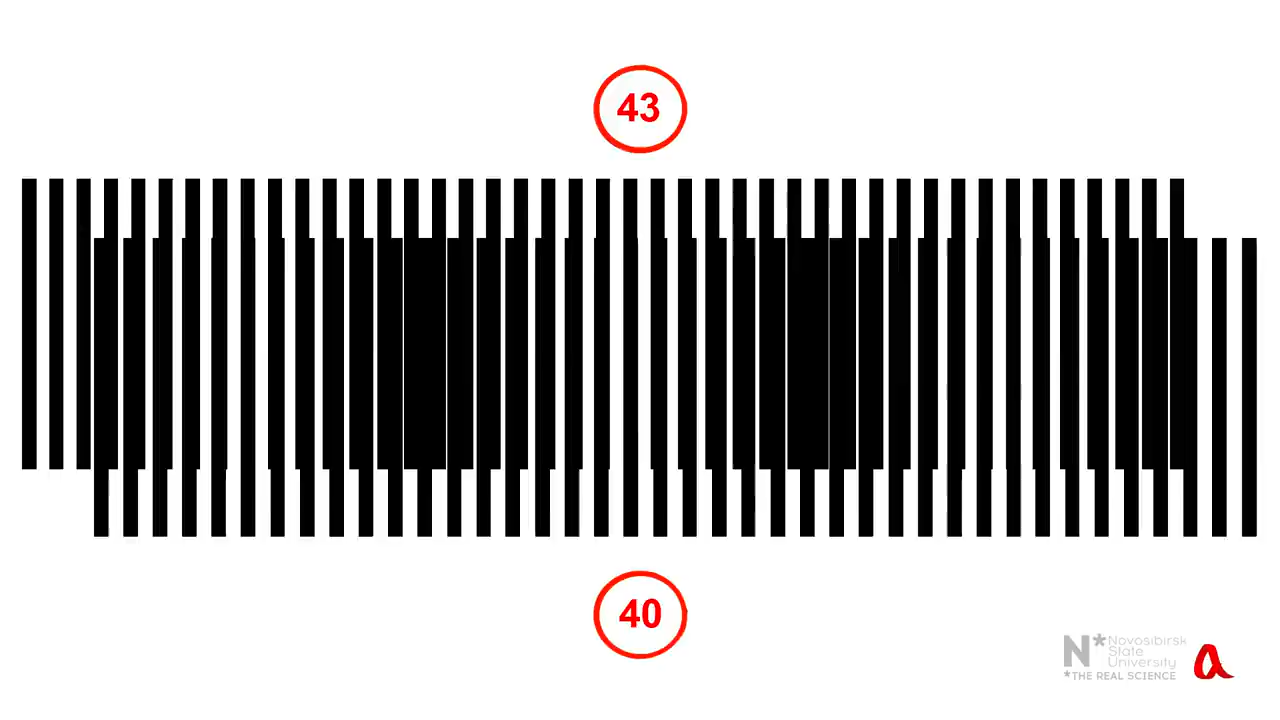 43
40
N* Novosibirsk
State
University
*THE REAL SCIENCE
a